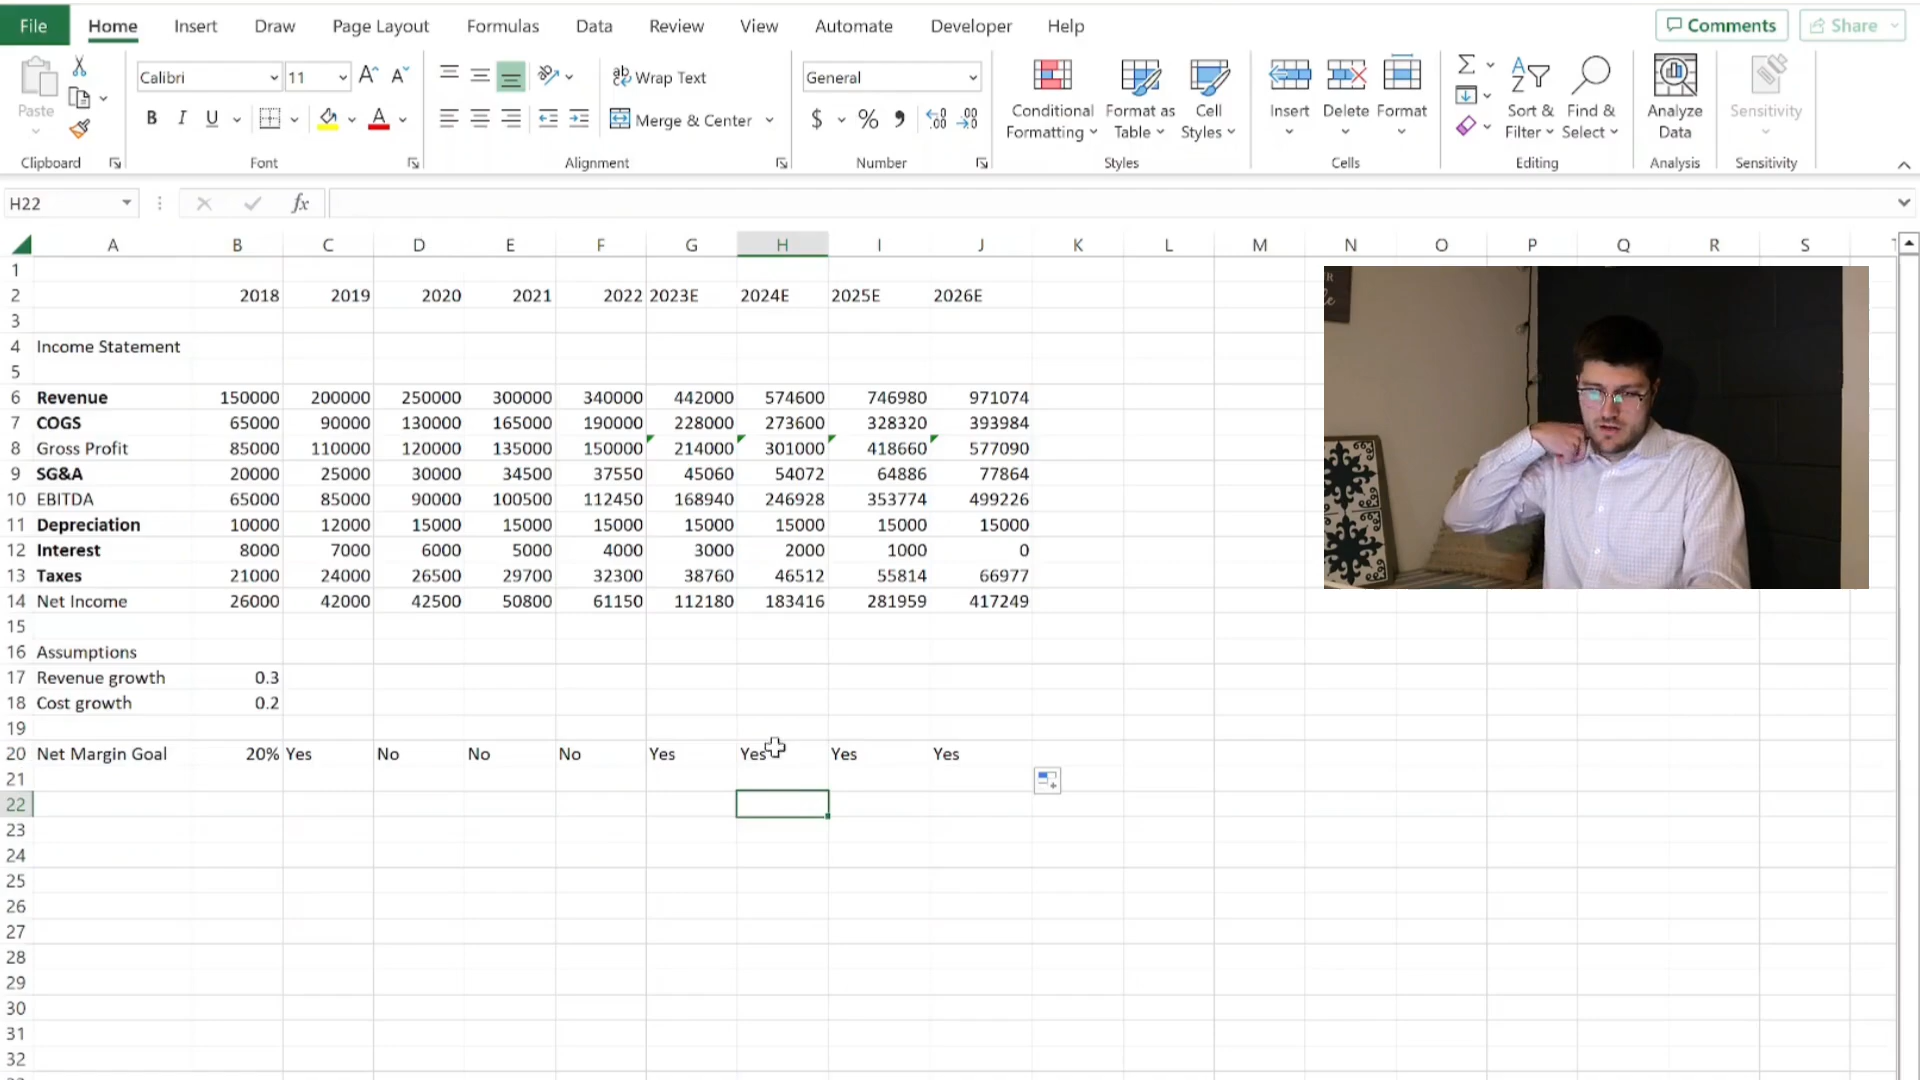 File Home Insert Draw Page Layout Formulas Data Review View Automate Developer Help Comments Share
Paste
Clipboard
Calibri 11
B I U A
Font
Wrap Text
Merge & Center
Alignment
General
$ % 9
Number
Conditional Formatting
Format as Table
Cell Styles
Styles
Insert Delete Format
Cells
Sort & Filter
Find & Select
Editing
Analyze Data
Analysis
Sensitivity
Sensitivity
H22 fx
A B C D E F G H I J K L M N O P Q R S
1
2 2018 2019 2020 2021 2022 2023E 2024E 2025E 2026E
3
4 Income Statement
5
6 Revenue 150000 200000 250000 300000 340000 442000 574600 746980 971074
7 COGS 65000 90000 130000 165000 190000 228000 273600 328320 393984
8 Gross Profit 85000 110000 120000 135000 150000 214000 301000 418660 577090
9 SG&A 20000 25000 30000 34500 37550 45060 54072 64886 77864
10 EBITDA 65000 85000 90000 100500 112450 168940 246928 353774 499226
11 Depreciation 10000 12000 15000 15000 15000 15000 15000 15000 15000
12 Interest 8000 7000 6000 5000 4000 3000 2000 1000 0
13 Taxes 21000 24000 26500 29700 32300 38760 46512 55814 66977
14 Net Income 26000 42000 42500 50800 61150 112180 183416 281959 417249
15
16 Assumptions
17 Revenue growth 0.3
18 Cost growth 0.2
19
20 Net Margin Goal 20% Yes No No No Yes Yes Yes Yes
21
22
23
24
25
26
27
28
29
30
31
32